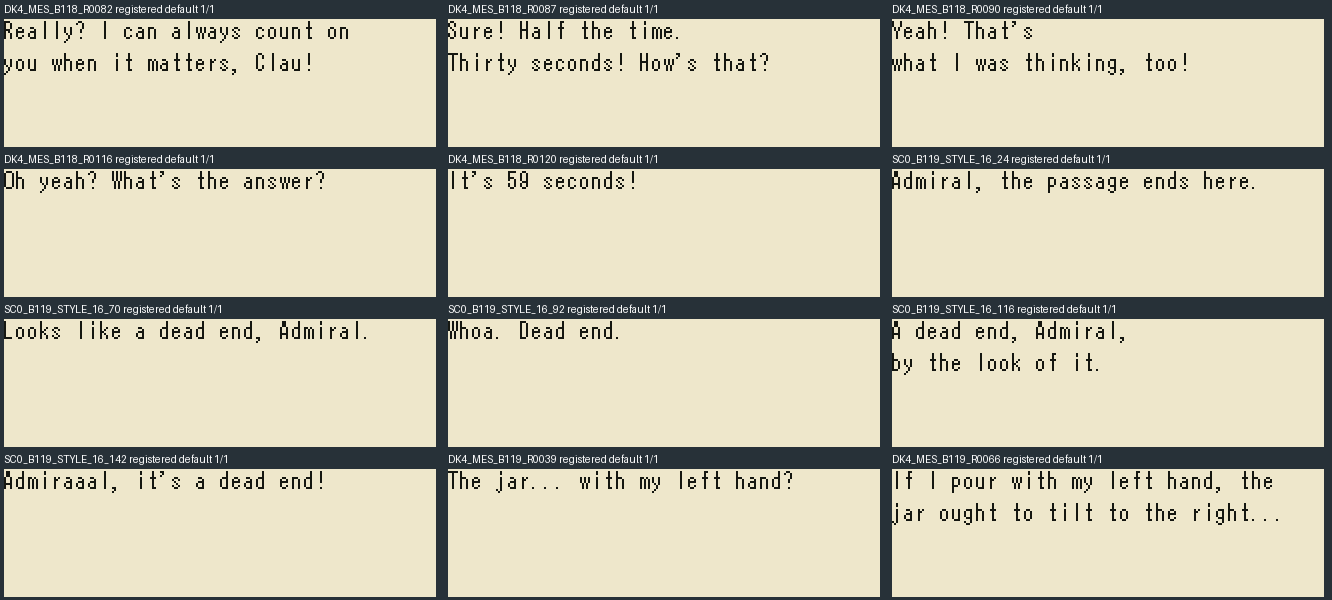 DK4_MES_B118_R0082 registered default 1/1
Really? I can always count on
you when it matters, Clau!
DK4_MES_B118_R0087 registered default 1/1
Sure! Half the time.
Thirty seconds! How's that?
DK4_MES_B118_R0090 registered default 1/1
Yeah! That's
what I was thinking, too!
DK4_MES_B118_R0116 registered default 1/1
Oh yeah? What's the answer?
DK4_MES_B118_R0120 registered default 1/1
It's 59 seconds!
SC0_B119_STYLE_16_24 registered default 1/1
Admiral, the passage ends here.
SC0_B119_STYLE_16_70 registered default 1/1
Looks like a dead end, Admiral.
SC0_B119_STYLE_16_92 registered default 1/1
Whoa. Dead end.
SC0_B119_STYLE_16_116 registered default 1/1
A dead end, Admiral,
by the look of it.
SC0_B119_STYLE_16_142 registered default 1/1
Admiraaal, it's a dead end!
DK4_MES_B119_R0039 registered default 1/1
The jar... with my left hand?
DK4_MES_B119_R0066 registered default 1/1
If I pour with my left hand, the
jar ought to tilt to the right...